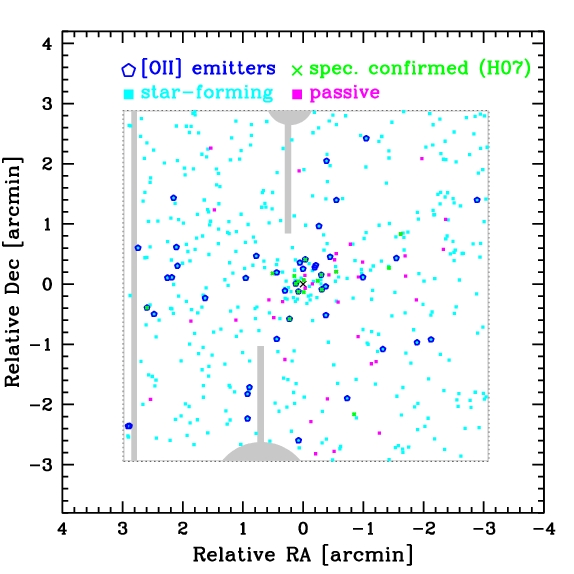 [OII] emitters spec. confirmed (H07)
star-forming passive
4
3
2
1
0
-1
-2
-3
4 3 2 1 0 -1 -2 -3 -4
Relative Dec [arcmin]
Relative RA [arcmin]